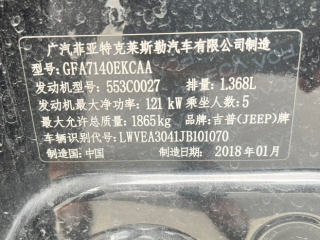 广汽菲亚特克莱斯勒汽车有限公司制造
型号: GFA7140EKCAA
发动机型号: 553C0027 排量: 1.368L
发动机最大净功率: 121 kW 乘坐人数: 5
最大允许总质量: 1865kg 品牌: 吉普(JEEP)牌
车辆识别代号: LWVEA3041JB101070
制造国: 中国 制造年月: 2018年01月